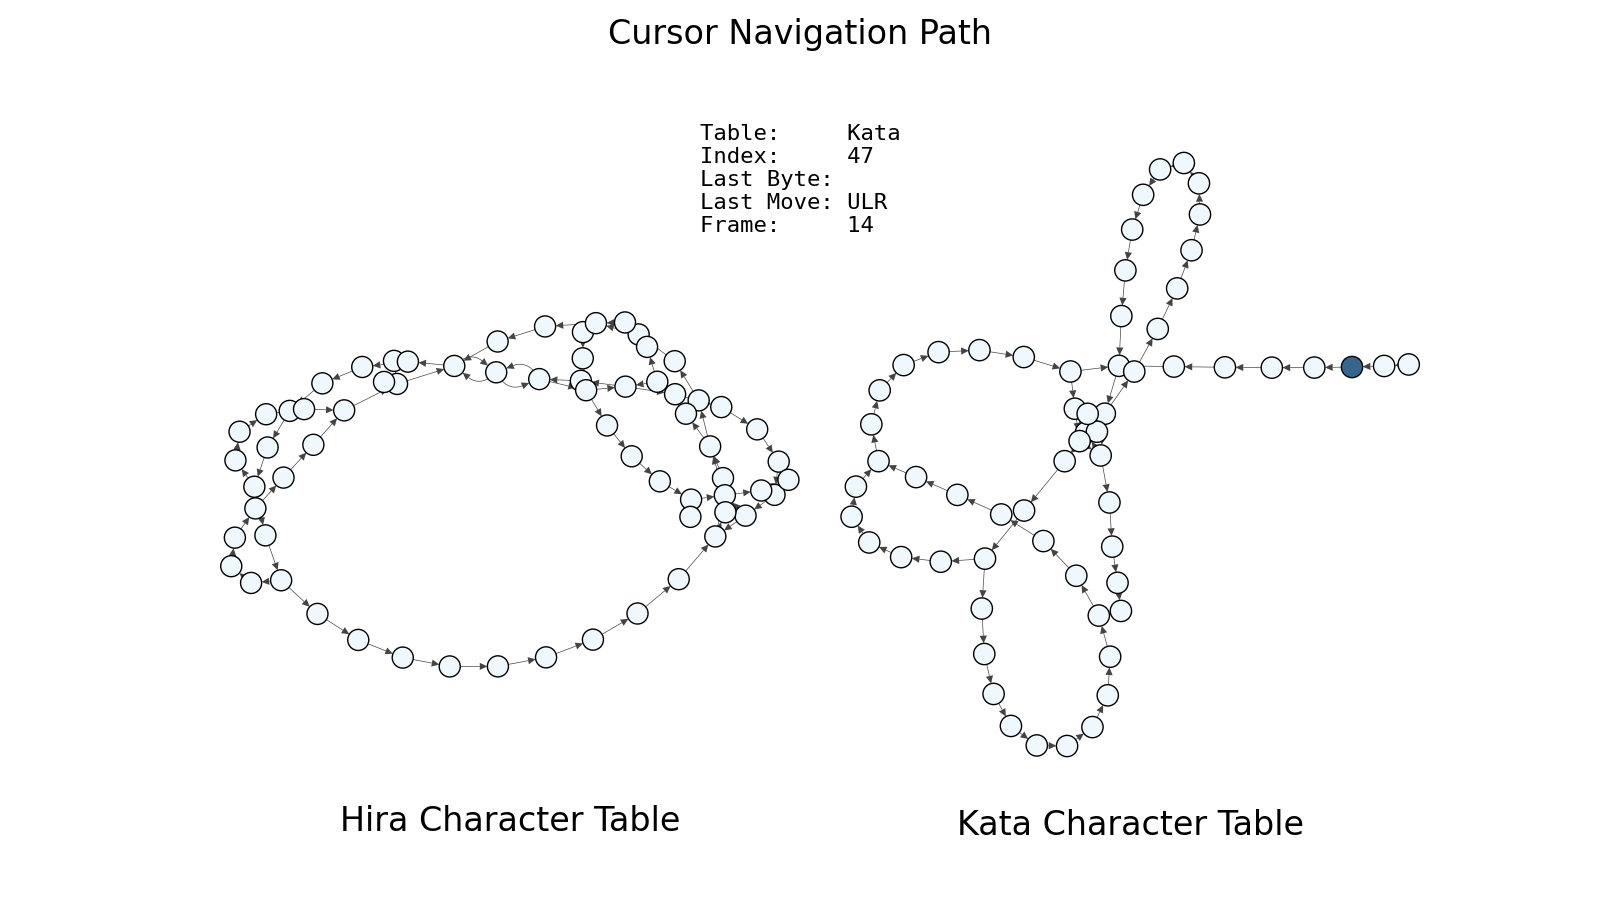 Cursor Navigation Path
Table: Kata
Index: 47
Last Byte:
Last Move: ULR
Frame: 14
Hira Character Table
Kata Character Table